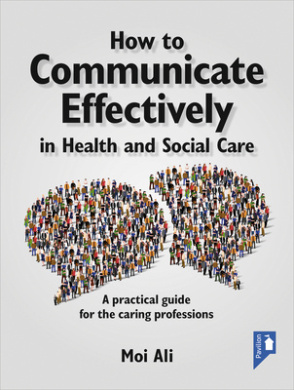 How to
Communicate
Effectively
in Health and Social Care
A practical guide
for the caring professions
Moi Ali
Pavilion